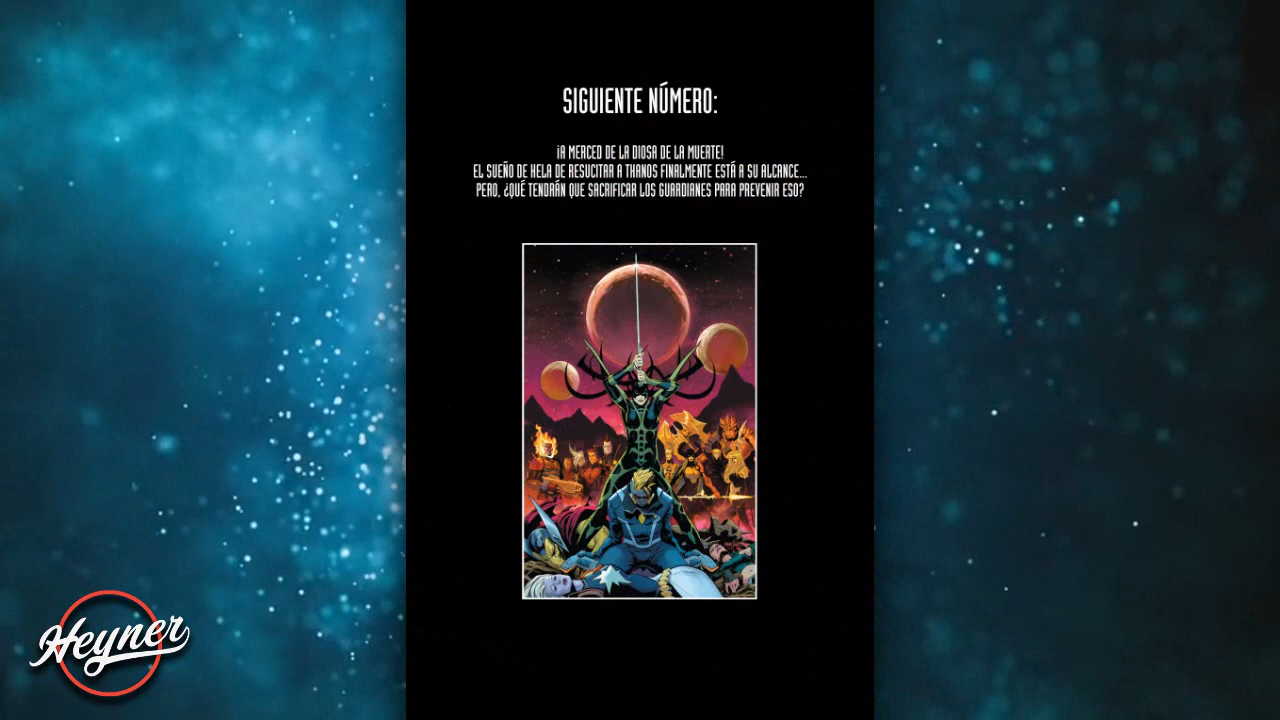 SIGUIENTE NÚMERO:
¡A MERCED DE LA DIOSA DE LA MUERTE!
EL SUEÑO DE HELA DE RESUCITAR A THANOS FINALMENTE ESTÁ A SU ALCANCE...
PERO, ¿QUÉ TENDRÁN QUE SACRIFICAR LOS GUARDIANES PARA PREVENIR ESO?
Heyner